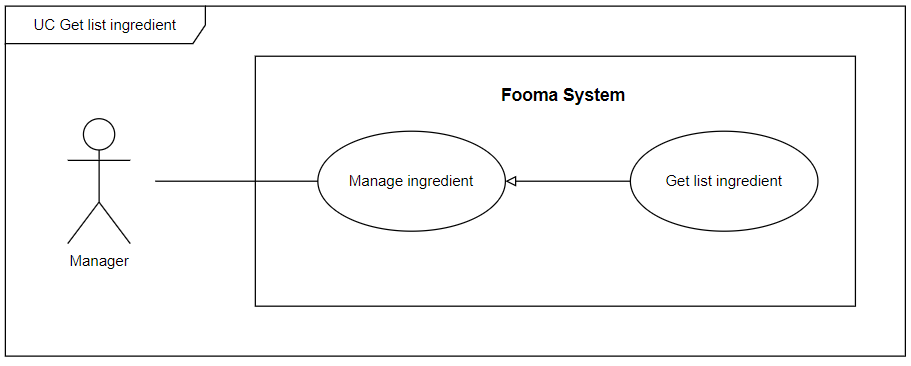 UC Get list ingredient
Fooma System
Manage ingredient
Get list ingredient
Manager